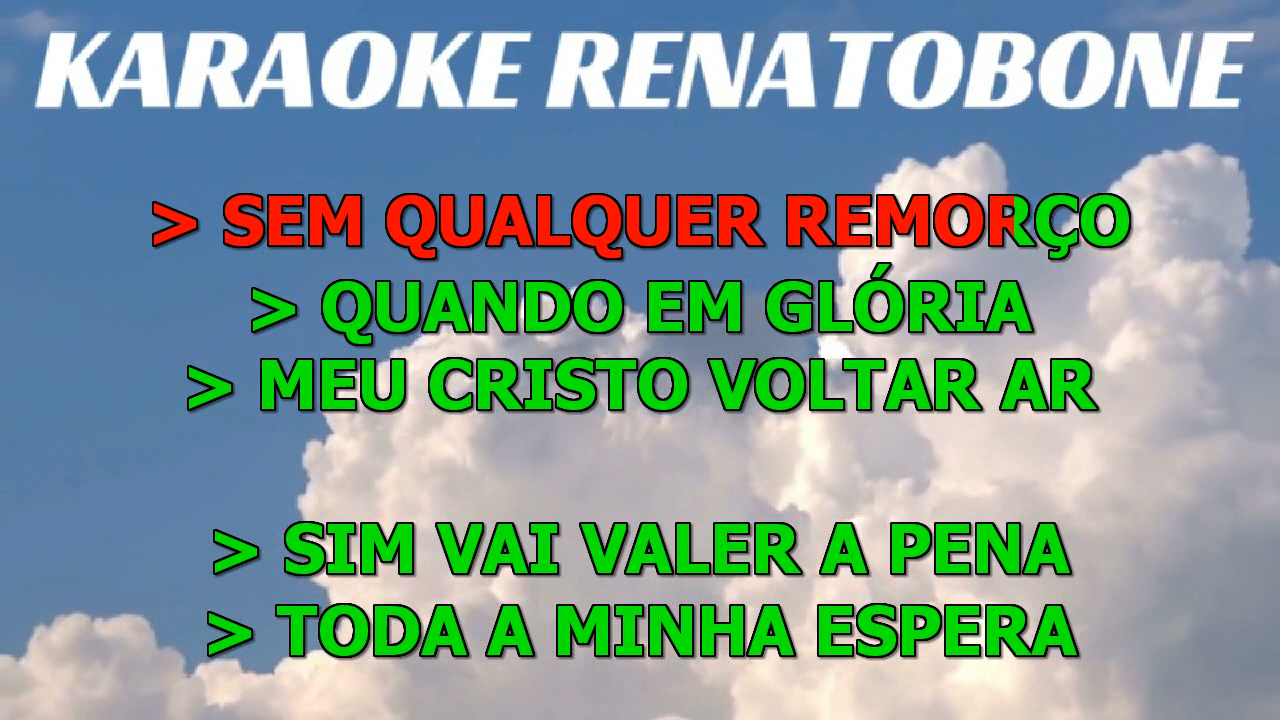 KARAOKE RENATOBONE
> SEM QUALQUER REMORÇO
> QUANDO EM GLÓRIA
> MEU CRISTO VOLTAR AR
> SIM VAI VALER A PENA
> TODA A MINHA ESPERA